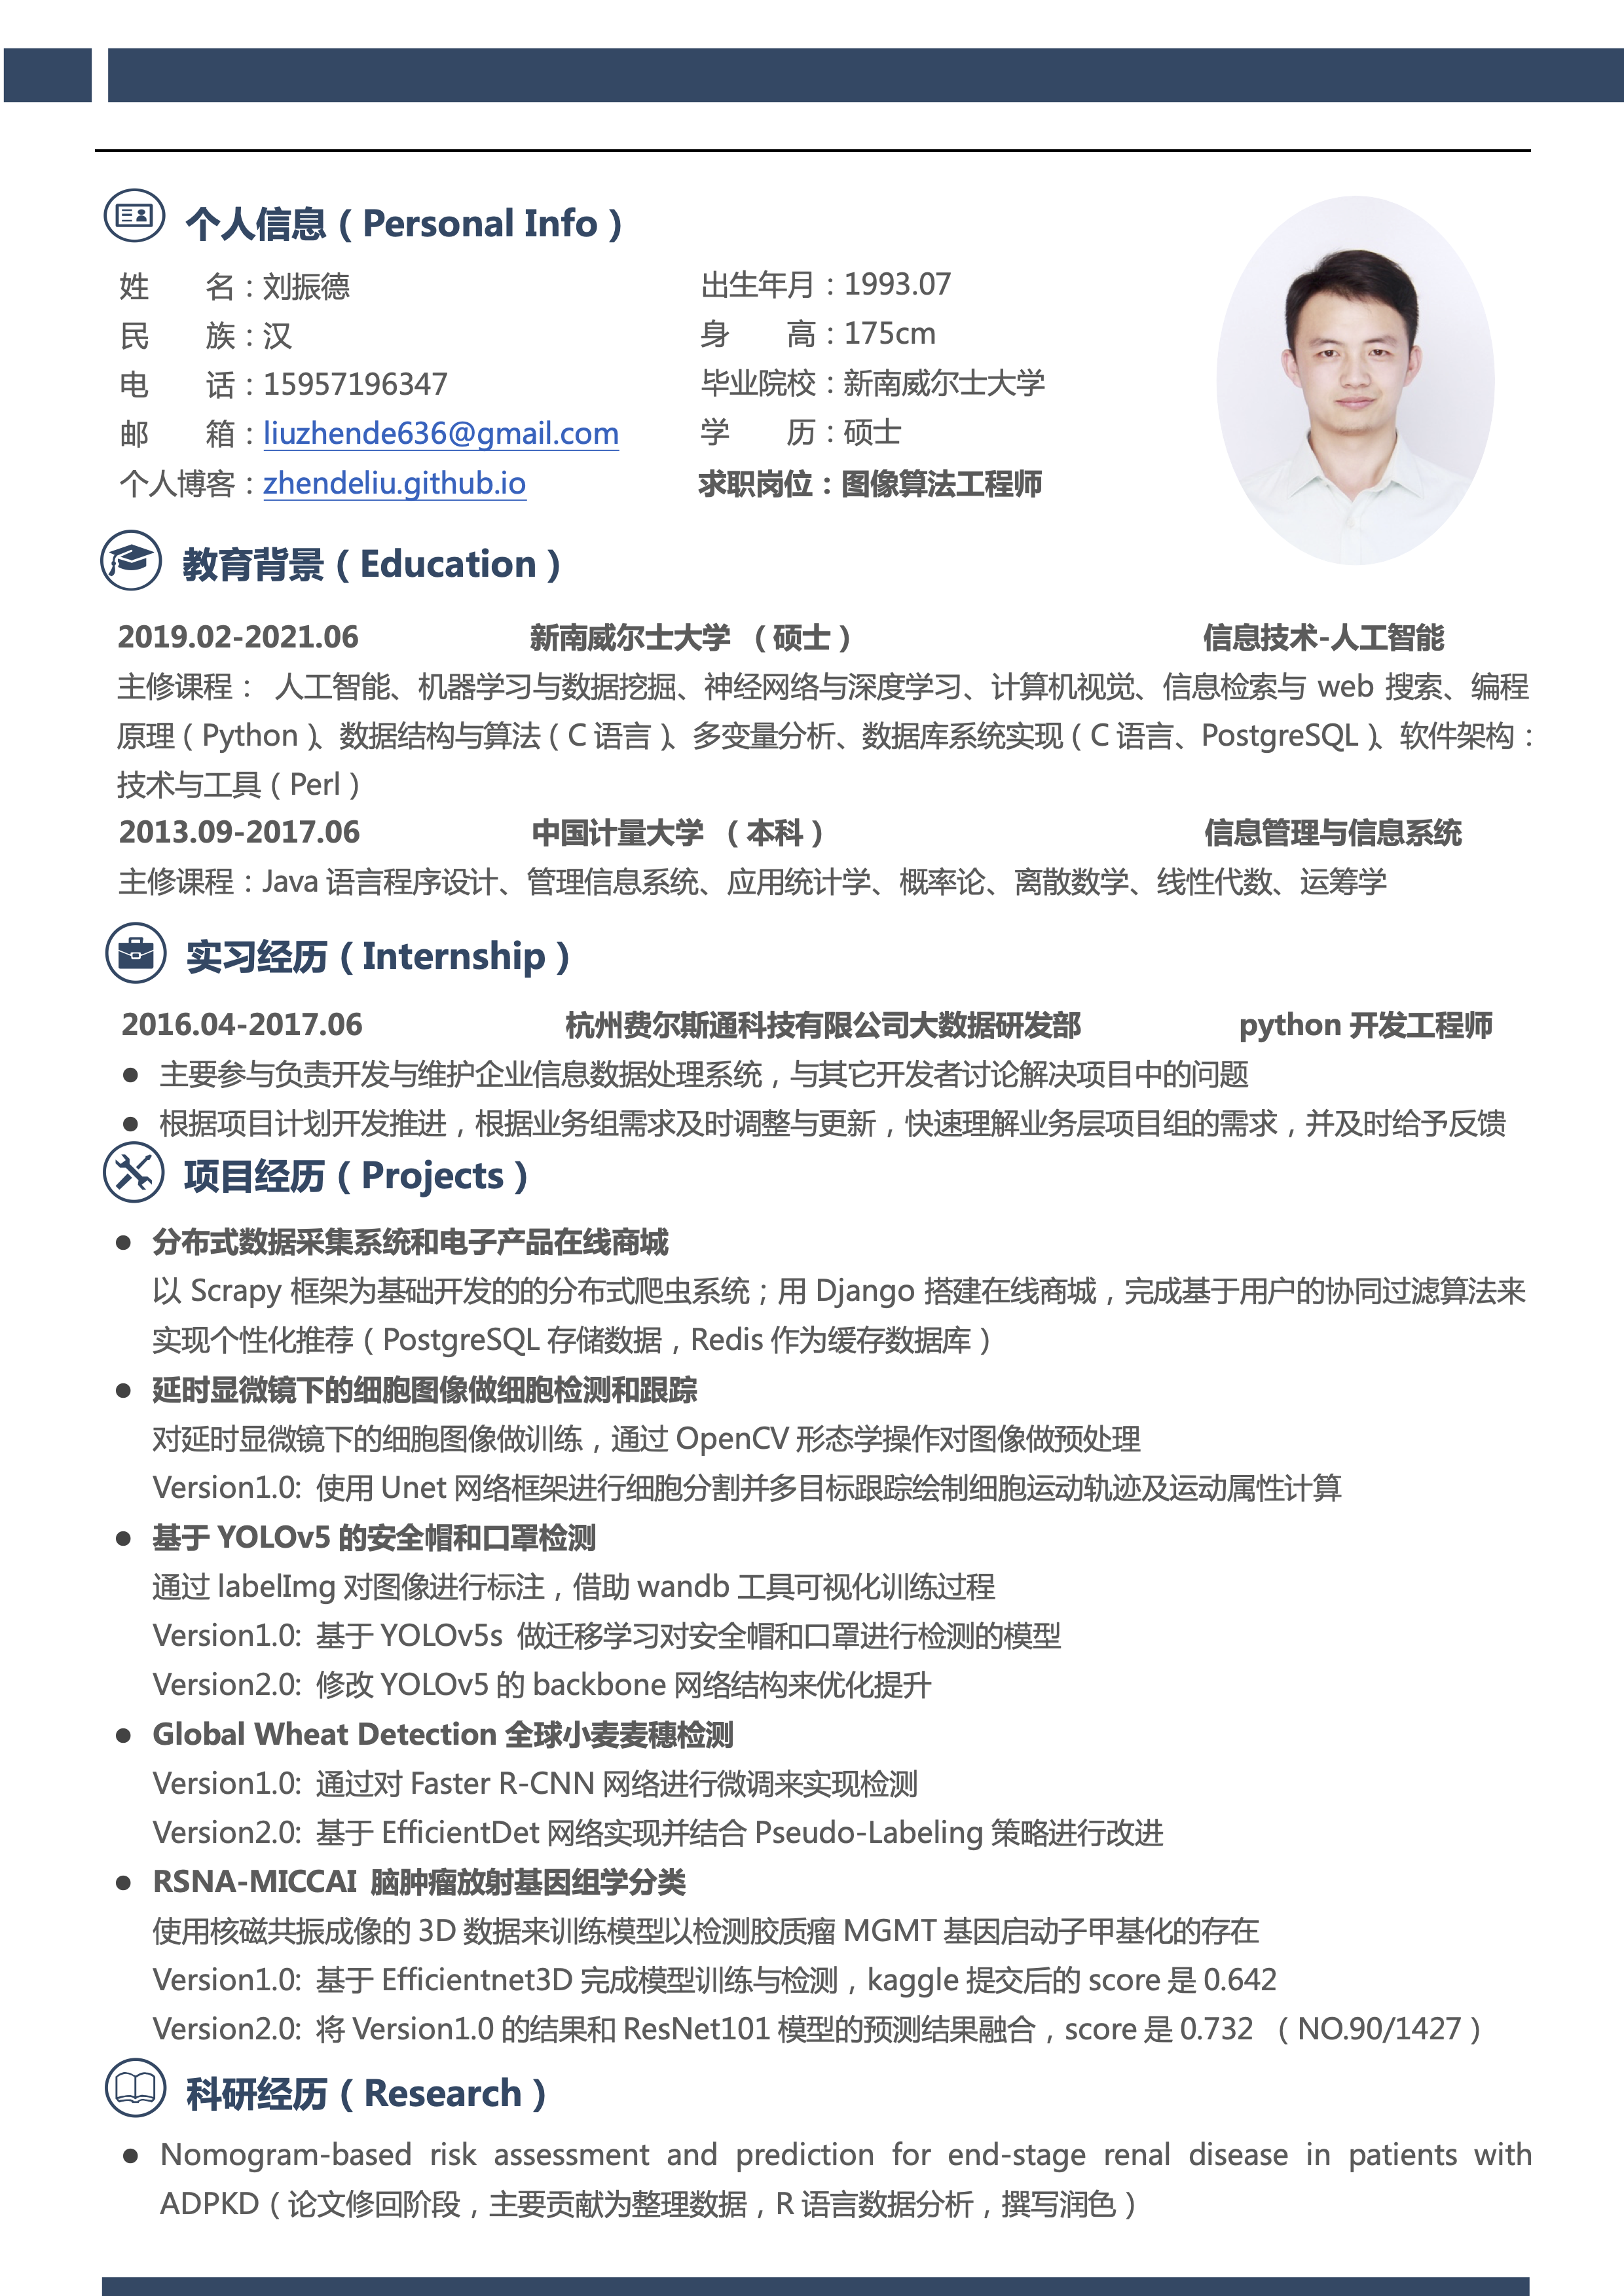 个人信息（Personal Info）
姓　　名：刘振德
出生年月：1993.07
民　　族：汉
身　　高：175cm
电　　话：15957196347
毕业院校：新南威尔士大学
邮　　箱：liuzhende636@gmail.com
学　　历：硕士
个人博客：zhendeliu.github.io
求职岗位：图像算法工程师
教育背景（Education）
2019.02-2021.06 新南威尔士大学 （硕士） 信息技术-人工智能
主修课程： 人工智能、机器学习与数据挖掘、神经网络与深度学习、计算机视觉、信息检索与 web 搜索、编程
原理（Python）、数据结构与算法（C 语言）、多变量分析、数据库系统实现（C 语言、PostgreSQL）、软件架构：
技术与工具（Perl）
2013.09-2017.06 中国计量大学 （本科） 信息管理与信息系统
主修课程：Java 语言程序设计、管理信息系统、应用统计学、概率论、离散数学、线性代数、运筹学
实习经历（Internship）
2016.04-2017.06 杭州费尔斯通科技有限公司大数据研发部 python 开发工程师
● 主要参与负责开发与维护企业信息数据处理系统，与其它开发者讨论解决项目中的问题
● 根据项目计划开发推进，根据业务组需求及时调整与更新，快速理解业务层项目组的需求，并及时给予反馈
项目经历（Projects）
● 分布式数据采集系统和电子产品在线商城
以 Scrapy 框架为基础开发的的分布式爬虫系统；用 Django 搭建在线商城，完成基于用户的协同过滤算法来
实现个性化推荐（PostgreSQL 存储数据，Redis 作为缓存数据库）
● 延时显微镜下的细胞图像做细胞检测和跟踪
对延时显微镜下的细胞图像做训练，通过 OpenCV 形态学操作对图像做预处理
Version1.0: 使用 Unet 网络框架进行细胞分割并多目标跟踪绘制细胞运动轨迹及运动属性计算
● 基于 YOLOv5 的安全帽和口罩检测
通过 labelImg 对图像进行标注，借助 wandb 工具可视化训练过程
Version1.0: 基于 YOLOv5s 做迁移学习对安全帽和口罩进行检测的模型
Version2.0: 修改 YOLOv5 的 backbone 网络结构来优化提升
● Global Wheat Detection 全球小麦麦穗检测
Version1.0: 通过对 Faster R-CNN 网络进行微调来实现检测
Version2.0: 基于 EfficientDet 网络实现并结合 Pseudo-Labeling 策略进行改进
● RSNA-MICCAI 脑肿瘤放射基因组学分类
使用核磁共振成像的 3D 数据来训练模型以检测胶质瘤 MGMT 基因启动子甲基化的存在
Version1.0: 基于 Efficientnet3D 完成模型训练与检测，kaggle 提交后的 score 是 0.642
Version2.0: 将 Version1.0 的结果和 ResNet101 模型的预测结果融合，score 是 0.732 （NO.90/1427）
科研经历（Research）
● Nomogram-based risk assessment and prediction for end-stage renal disease in patients with
ADPKD（论文修回阶段，主要贡献为整理数据，R 语言数据分析，撰写润色）